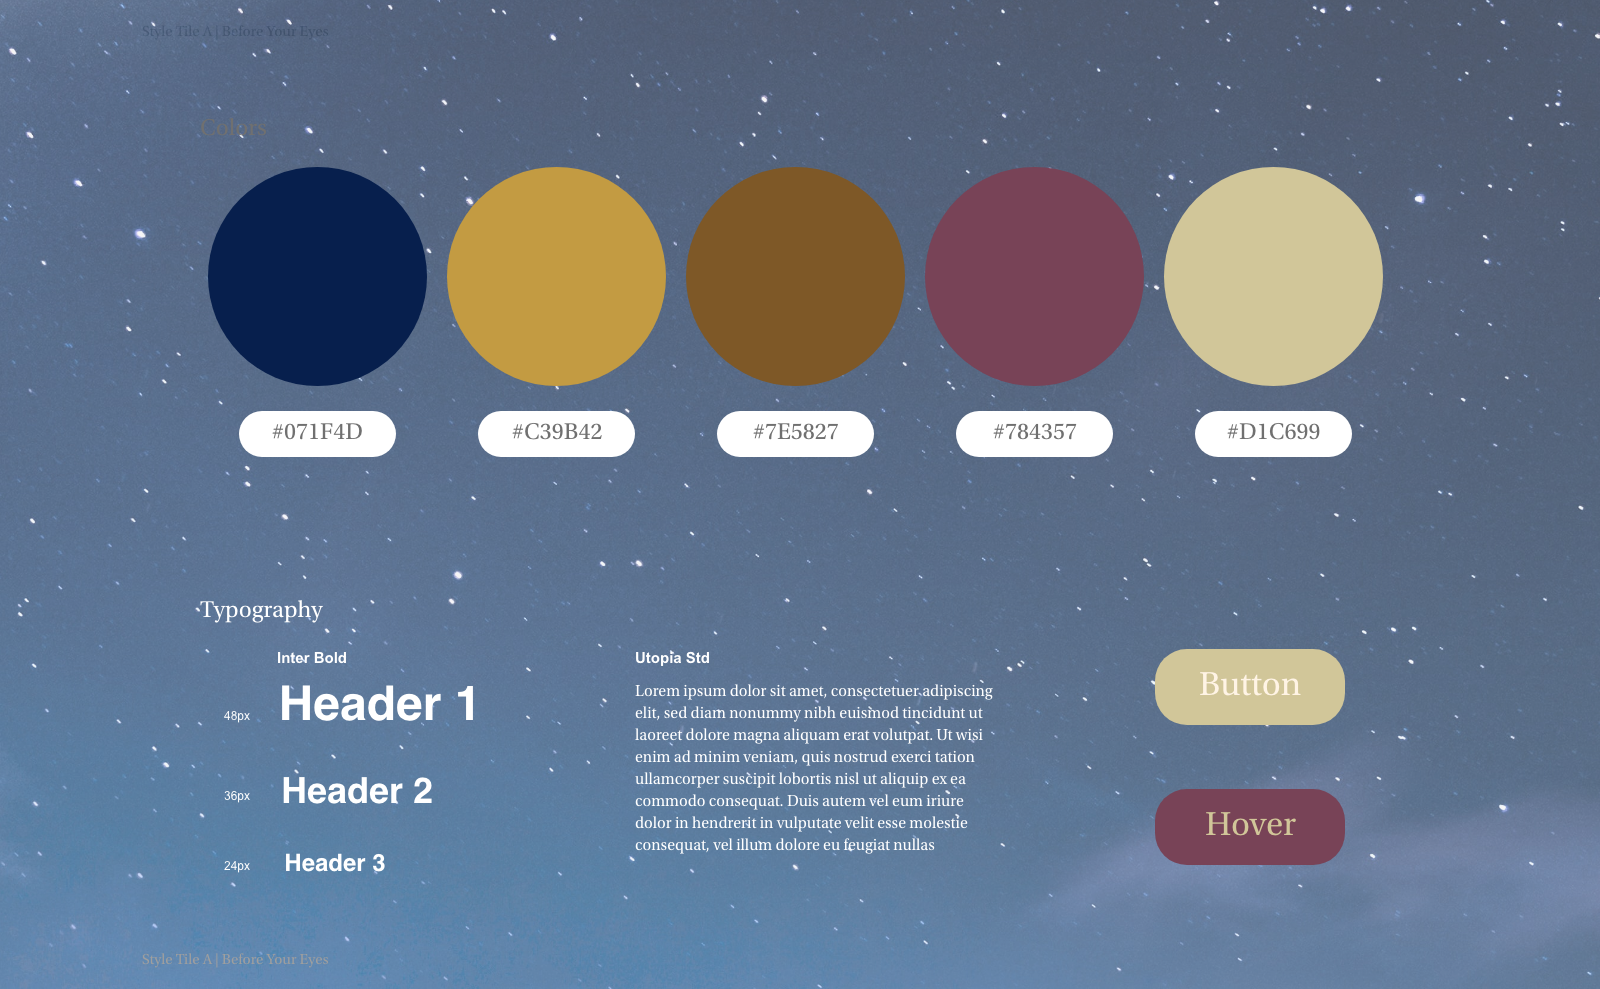 Style Tile A | Before Your Eyes
Colors
#071F4D
#C39B42
#7E5827
#784357
#D1C699
Typography
Inter Bold
48px
Header 1
36px
Header 2
24px
Header 3
Utopia Std
Lorem ipsum dolor sit amet, consectetuer adipiscing
elit, sed diam nonummy nibh euismod tincidunt ut
laoreet dolore magna aliquam erat volutpat. Ut wisi
enim ad minim veniam, quis nostrud exerci tation
ullamcorper suscipit lobortis nisl ut aliquip ex ea
commodo consequat. Duis autem vel eum iriure
dolor in hendrerit in vulputate velit esse molestie
consequat, vel illum dolore eu feugiat nullas
Button
Hover
Style Tile A | Before Your Eyes